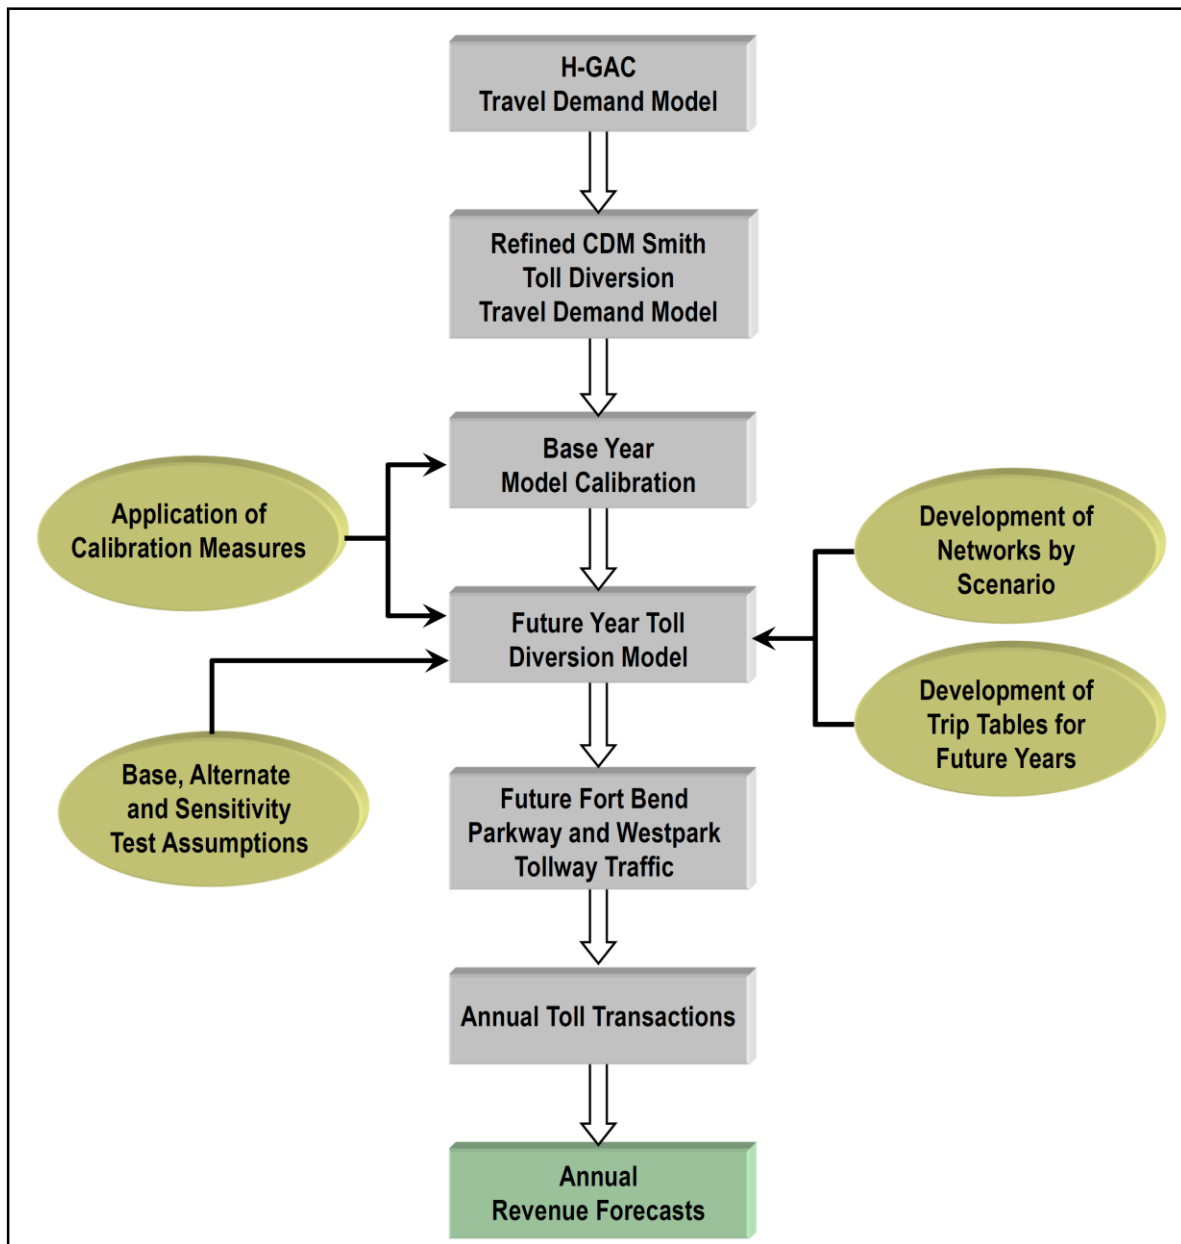 H-GAC
Travel Demand Model
Refined CDM Smith
Toll Diversion
Travel Demand Model
Base Year
Model Calibration
Application of
Calibration Measures
Development of
Networks by
Scenario
Future Year Toll
Diversion Model
Development of
Trip Tables for
Future Years
Base, Alternate
and Sensitivity
Test Assumptions
Future Fort Bend
Parkway and Westpark
Tollway Traffic
Annual Toll Transactions
Annual
Revenue Forecasts